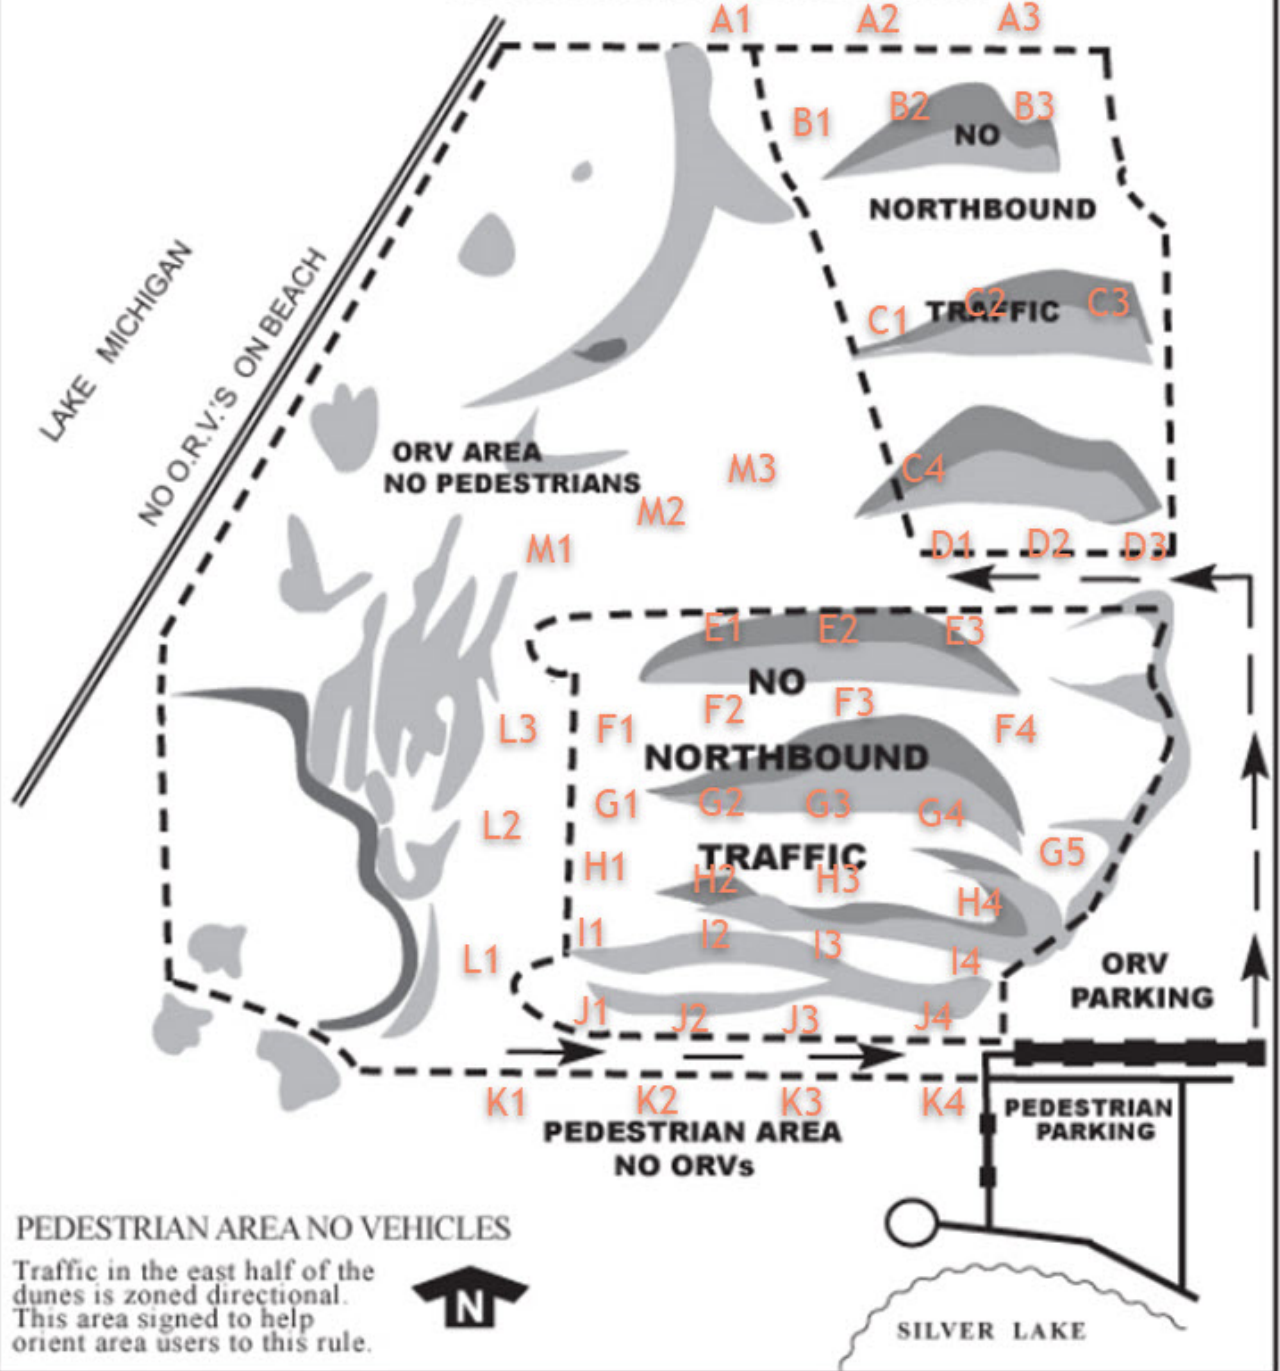 A1 A2 A3
B1 B2 B3
NO
NORTHBOUND
C1 C2 C3
TRAFFIC
LAKE MICHIGAN
NO O.R.V.'S ON BEACH
ORV AREA
NO PEDESTRIANS
M3 C4
M2
M1 D1 D2 D3
E1 E2 E3
NO
F2 F3
L3 F1 F4
NORTHBOUND
G1 G2 G3 G4
L2
TRAFFIC G5
H1 H2 H3 H4
I1 I2 I3 I4
L1
ORV
PARKING
J1 J2 J3 J4
K1 K2 K3 K4
PEDESTRIAN AREA
NO ORVs
PEDESTRIAN
PARKING
PEDESTRIAN AREA NO VEHICLES
Traffic in the east half of the
dunes is zoned directional.
This area signed to help
orient area users to this rule.
N
SILVER LAKE